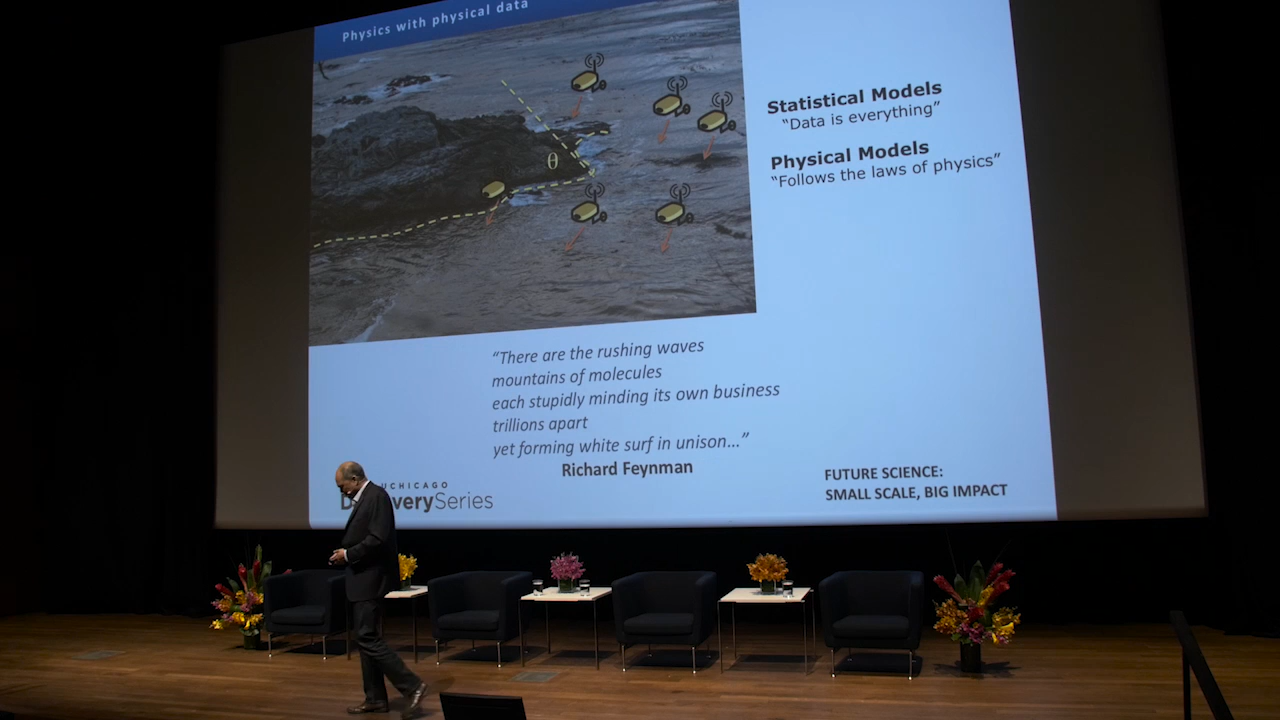 Physics with physical data
θ
Statistical Models
“Data is everything”
Physical Models
“Follows the laws of physics”
“There are the rushing waves
mountains of molecules
each stupidly minding its own business
trillions apart
yet forming white surf in unison...”
Richard Feynman
UCHICAGO
Series
FUTURE SCIENCE:
SMALL SCALE, BIG IMPACT